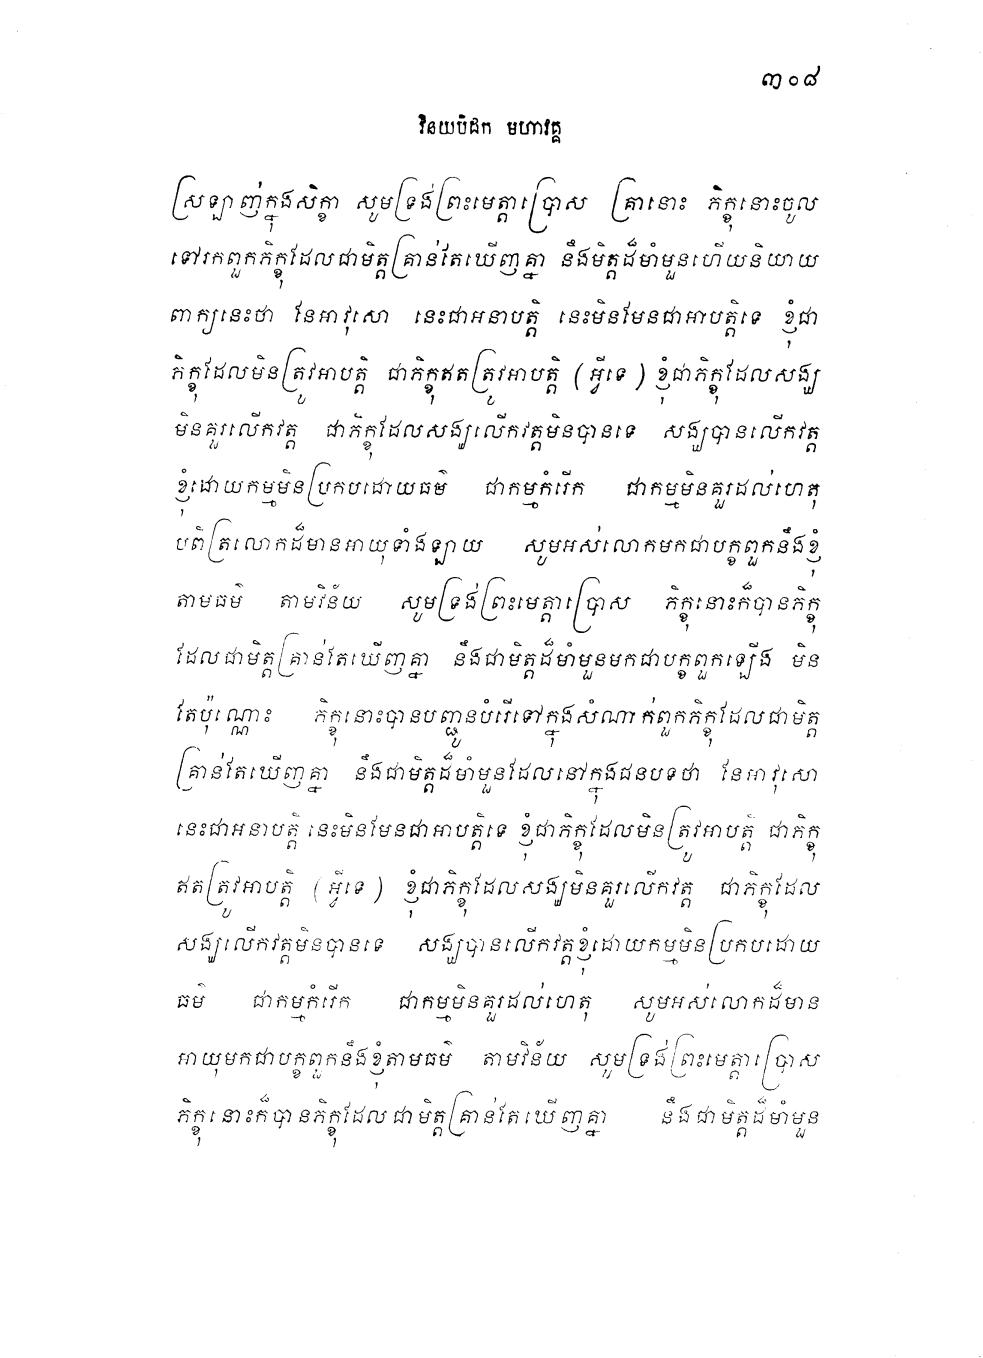 ៣០៨
វិនយបិដក មហាវគ្គ
ស្រឡាញ់ក្នុងសិក្ខា សូមទ្រង់ព្រះមេត្តាប្រោស គ្រានោះ ភិក្ខុនោះចូល
ទៅរកពួកភិក្ខុដែលជាមិត្តគ្រាន់តែឃើញគ្នា នឹងមិត្តដ៏មាំមួនហើយនិយាយ
ពាក្យនេះថា នែអាវុសោ នេះជាអនាបត្តិ នេះមិនមែនជាអាបត្តិទេ ខ្ញុំជា
ភិក្ខុដែលមិនត្រូវអាបត្តិ ជាភិក្ខុឥតត្រូវអាបត្តិ (អ្វីទេ) ខ្ញុំជាភិក្ខុដែលសង្ឃ
មិនគួរលើកវត្ត ជាភិក្ខុដែលសង្ឃលើកវត្តមិនបានទេ សង្ឃបានលើកវត្ត
ខ្ញុំដោយកម្មមិនប្រកបដោយធម៌ ជាកម្មកំរើក ជាកម្មមិនគួរដល់ហេតុ
បពិត្រលោកដ៏មានអាយុទាំងឡាយ សូមអស់លោកមកជាបក្ខពួកនឹងខ្ញុំ
តាមធម៌ តាមវិន័យ សូមទ្រង់ព្រះមេត្តាប្រោស ភិក្ខុនោះក៏បានភិក្ខុ
ដែលជាមិត្តគ្រាន់តែឃើញគ្នា នឹងជាមិត្តដ៏មាំមួនមកជាបក្ខពួកឡើង មិន
តែប៉ុណ្ណោះ ភិក្ខុនោះបានបញ្ជូនបំរើទៅក្នុងសំណាក់ពួកភិក្ខុដែលជាមិត្ត
គ្រាន់តែឃើញគ្នា នឹងជាមិត្តដ៏មាំមួនដែលនៅក្នុងជនបទថា នែអាវុសោ
នេះជាអនាបត្តិ នេះមិនមែនជាអាបត្តិទេ ខ្ញុំជាភិក្ខុដែលមិនត្រូវអាបត្តិ ជាភិក្ខុ
ឥតត្រូវអាបត្តិ (អ្វីទេ) ខ្ញុំជាភិក្ខុដែលសង្ឃមិនគួរលើកវត្ត ជាភិក្ខុដែល
សង្ឃលើកវត្តមិនបានទេ សង្ឃបានលើកវត្តខ្ញុំដោយកម្មមិនប្រកបដោយ
ធម៌ ជាកម្មកំរើក ជាកម្មមិនគួរដល់ហេតុ សូមអស់លោកដ៏មាន
អាយុមកជាបក្ខពួកនឹងខ្ញុំតាមធម៌ តាមវិន័យ សូមទ្រង់ព្រះមេត្តាប្រោស
ភិក្ខុនោះក៏បានភិក្ខុដែលជាមិត្តគ្រាន់តែឃើញគ្នា នឹងជាមិត្តដ៏មាំមួន